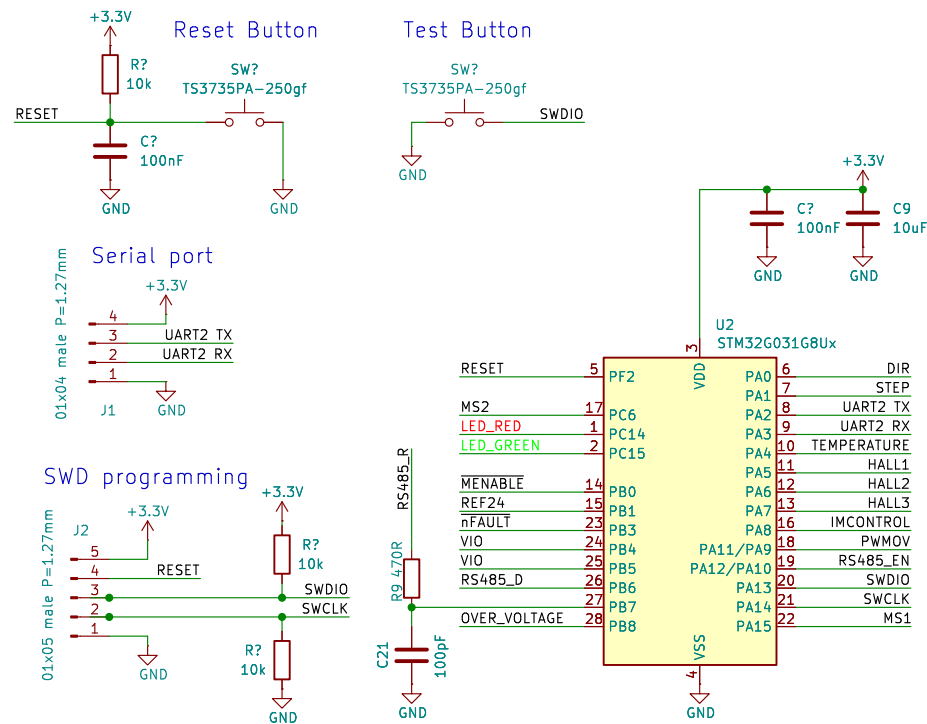 +3.3V
Reset Button
Test Button
R?
10k
SW?
TS3735PA-250gf
SW?
TS3735PA-250gf
RESET
SWDIO
C?
100nF
GND
GND
GND
+3.3V
C?
100nF
C9
10uF
GND
GND
Serial port
01x04 male P=1.27mm
+3.3V
4
3
UART2 TX
2
UART2 RX
1
GND
J1
U2
STM32G031G8Ux
3
VDD
RESET
5
PF2
MS2
17
PC6
LED_RED
1
PC14
LED_GREEN
2
PC15
MENABLE
14
PB0
REF24
15
PB1
nFAULT
23
PB3
VIO
24
PB4
VIO
25
PB5
RS485_D
26
PB6
27
PB7
OVER_VOLTAGE
28
PB8
PA0
6
DIR
PA1
7
STEP
PA2
8
UART2 TX
PA3
9
UART2 RX
PA4
10
TEMPERATURE
PA5
11
HALL1
PA6
12
HALL2
PA7
13
HALL3
PA8
16
IMCONTROL
PA11/PA9
18
PWMOV
PA12/PA10
19
RS485_EN
PA13
20
SWDIO
PA14
21
SWCLK
PA15
22
MS1
VSS
4
GND
SWD programming
01x05 male P=1.27mm
J2
+3.3V
+3.3V
5
4
RESET
3
SWDIO
2
SWCLK
1
GND
R?
10k
R?
10k
GND
RS485_R
R9 470R
C21
100pF
GND